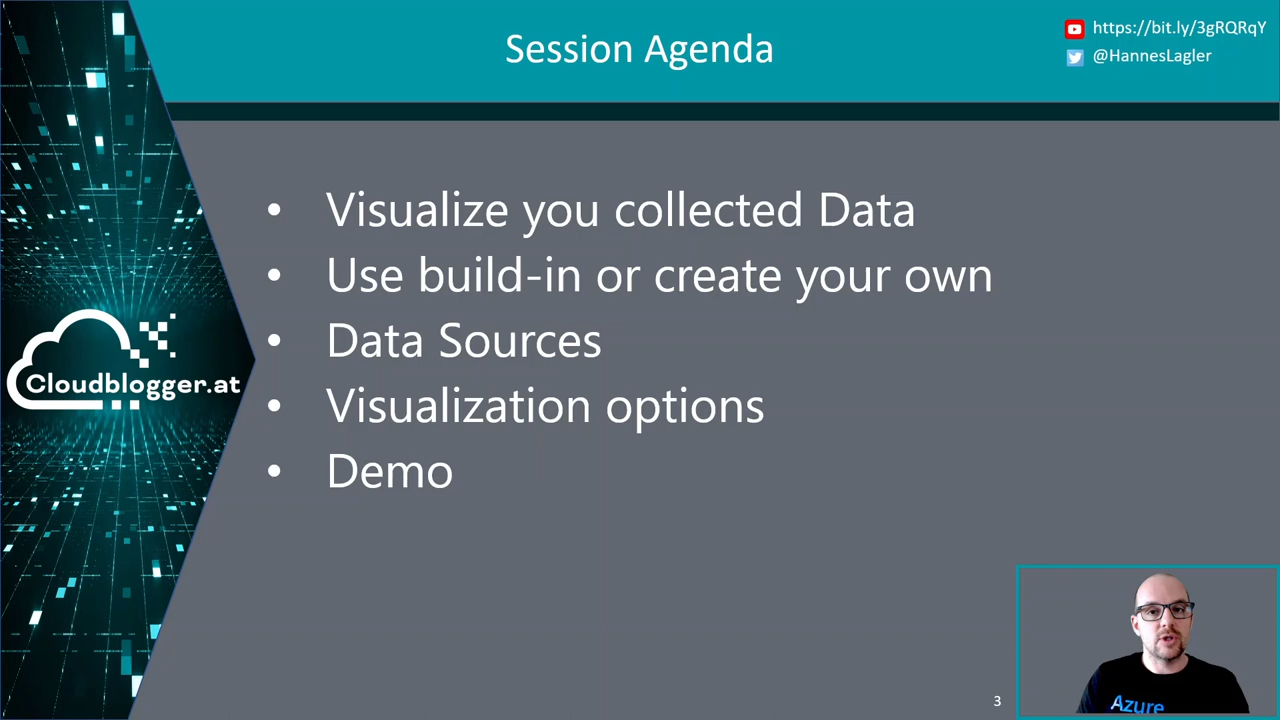 Session Agenda
https://bit.ly/3gRQRqY
@HannesLagler
• Visualize you collected Data
• Use build-in or create your own
• Data Sources
• Visualization options
• Demo
Cloudblogger.at
Azure
3